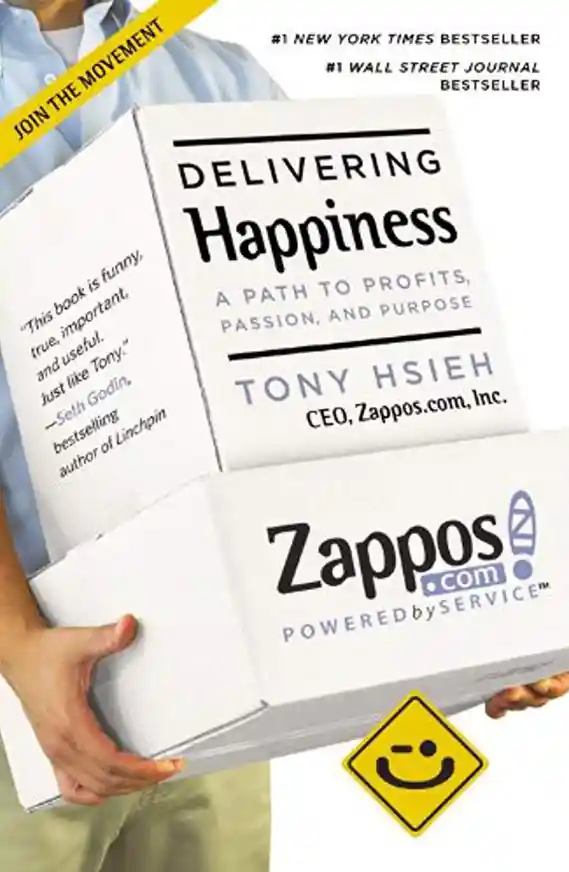 JOIN THE MOVEMENT
#1 NEW YORK TIMES BESTSELLER
#1 WALL STREET JOURNAL
BESTSELLER
DELIVERING
Happiness
A PATH TO PROFITS,
PASSION, AND PURPOSE
TONY HSIEH
CEO, Zappos.com, Inc.
"This book is funny,
true, important,
and useful.
Just like Tony."
—Seth Godin,
bestselling
author of Linchpin
Zappos
.com
POWERED by SERVICE™